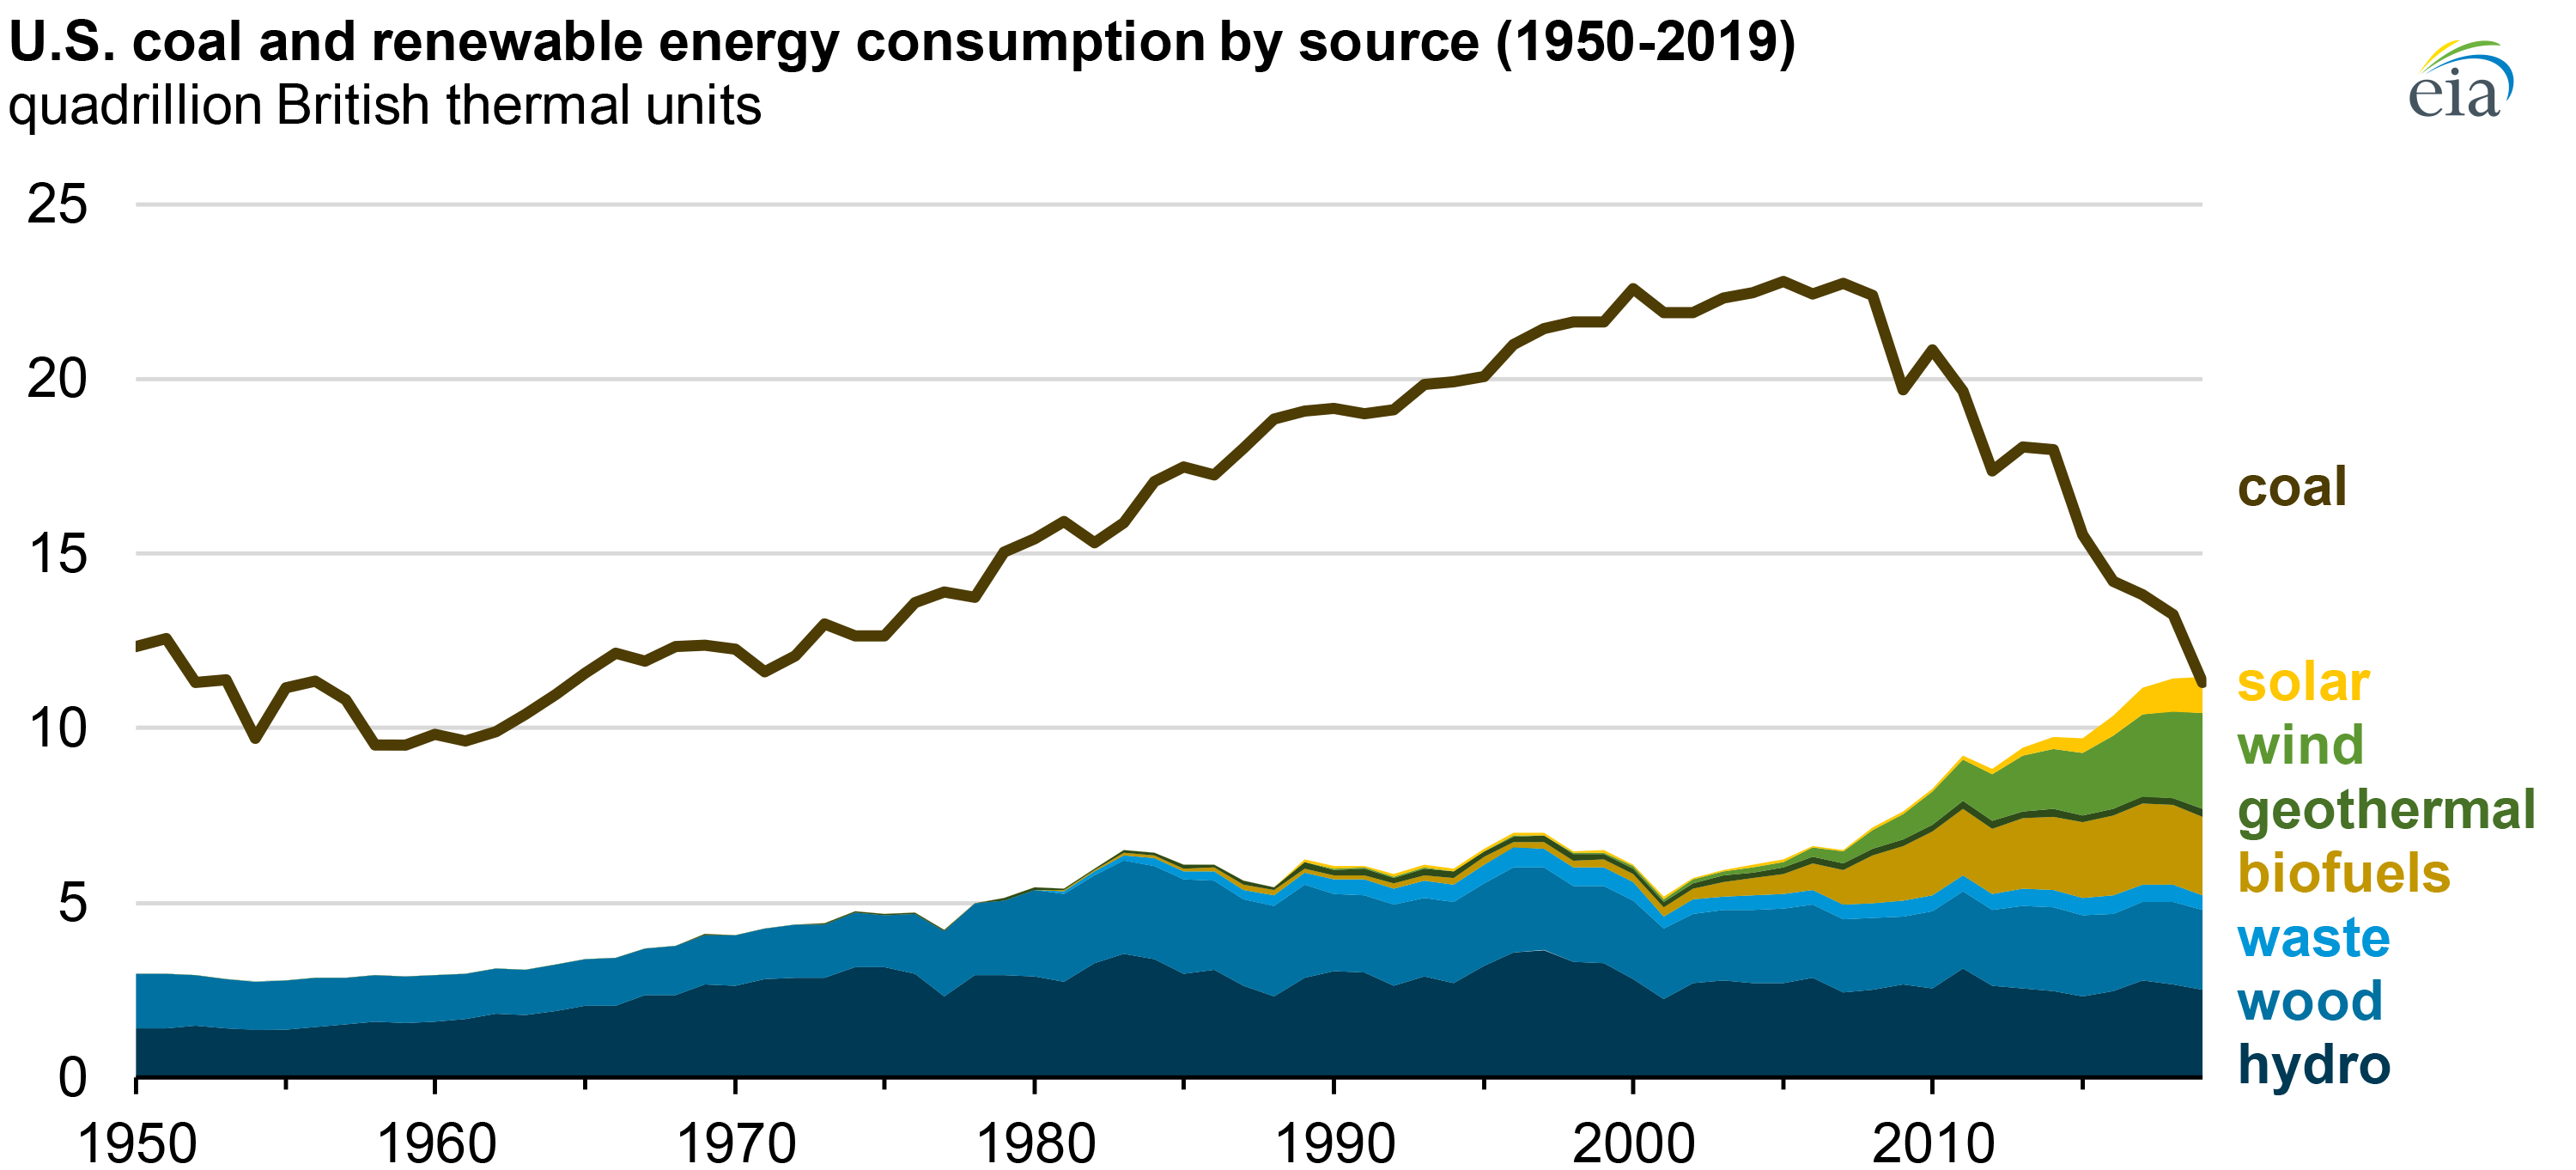 U.S. coal and renewable energy consumption by source (1950-2019)
quadrillion British thermal units
eia
25
20
15
10
5
0
coal
solar
wind
geothermal
biofuels
waste
wood
hydro
1950 1960 1970 1980 1990 2000 2010